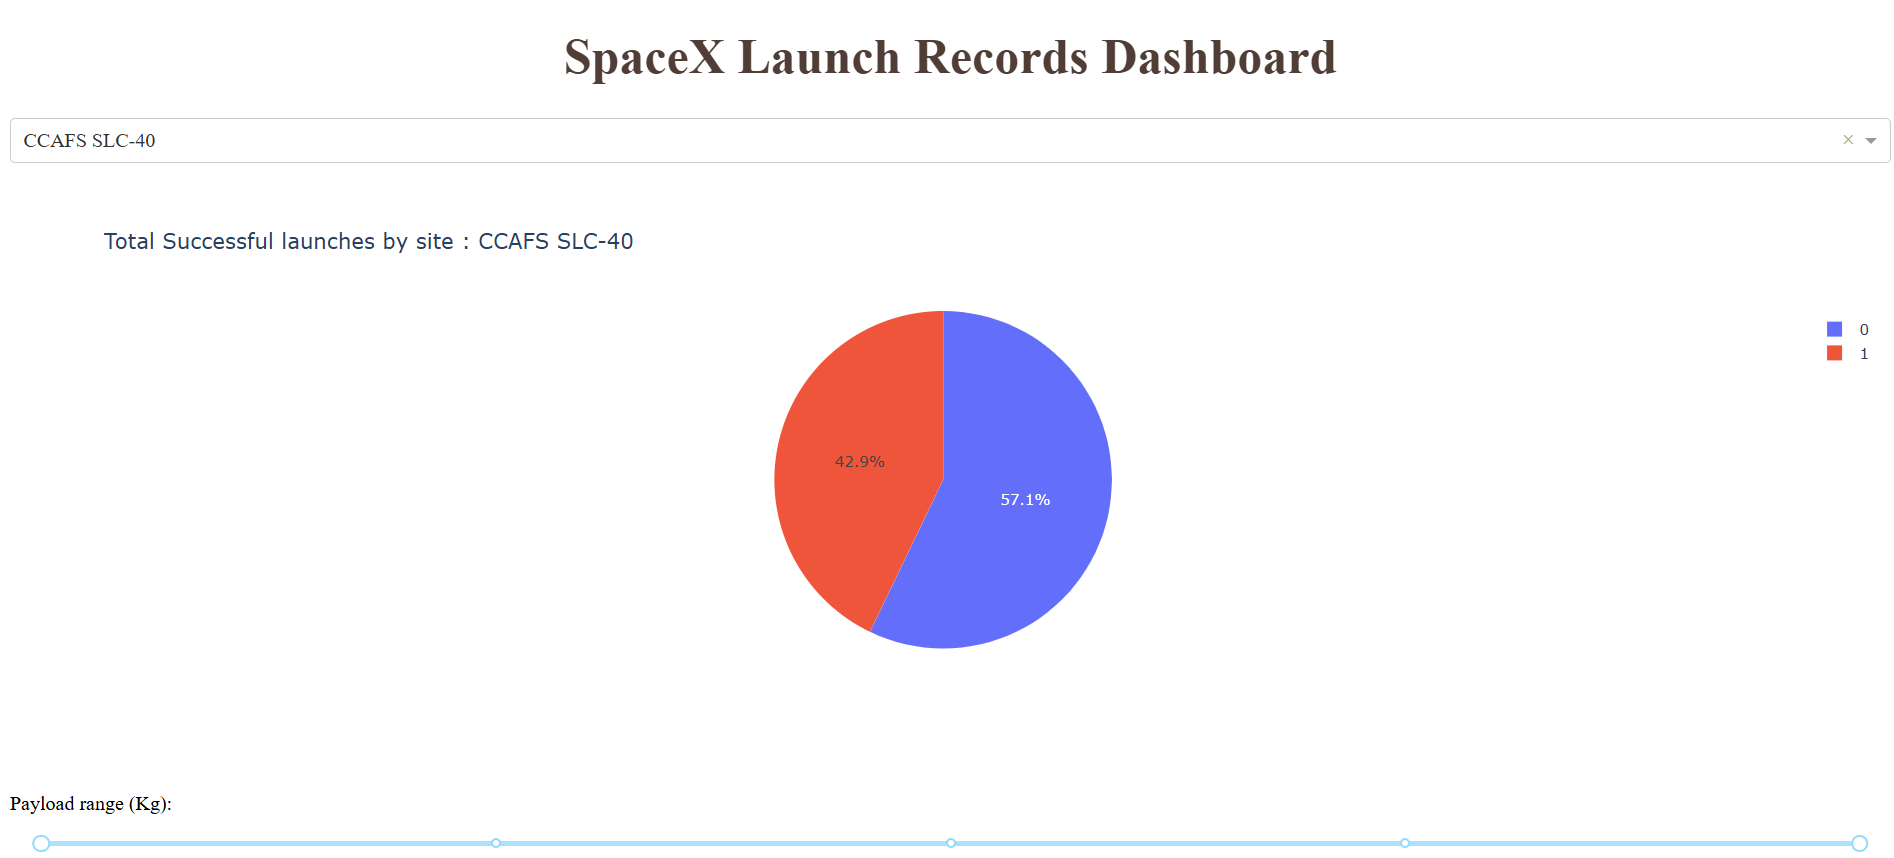 SpaceX Launch Records Dashboard
CCAFS SLC-40
Total Successful launches by site : CCAFS SLC-40
0
1
42.9%
57.1%
Payload range (Kg):